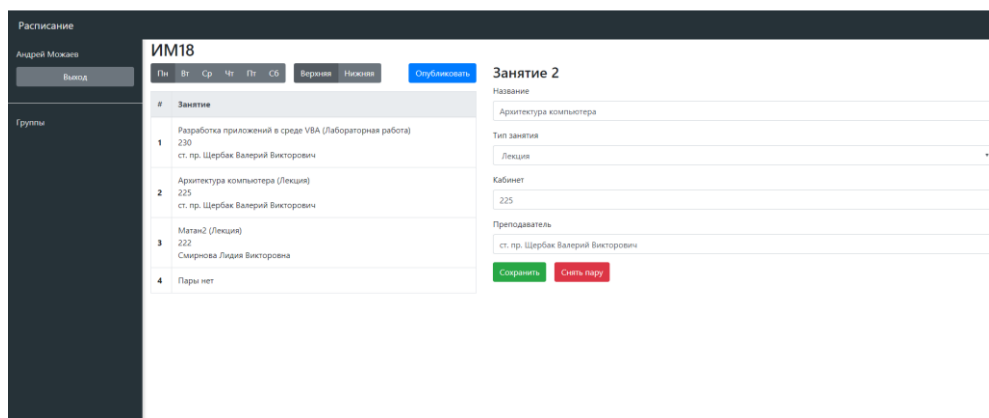 Расписание
Андрей Можаев
Выход
Группы
ИМ18
Пн Вт Ср Чт Пт Сб Верхняя Нижняя Опубликовать
# Занятие
1 Разработка приложений в среде VBA (Лабораторная работа)
230
ст. пр. Щербак Валерий Викторович
2 Архитектура компьютера (Лекция)
225
ст. пр. Щербак Валерий Викторович
3 Матан2 (Лекция)
222
Смирнова Лидия Викторовна
4 Пары нет
Занятие 2
Название
Архитектура компьютера
Тип занятия
Лекция
Кабинет
225
Преподаватель
ст. пр. Щербак Валерий Викторович
Сохранить Снять пару